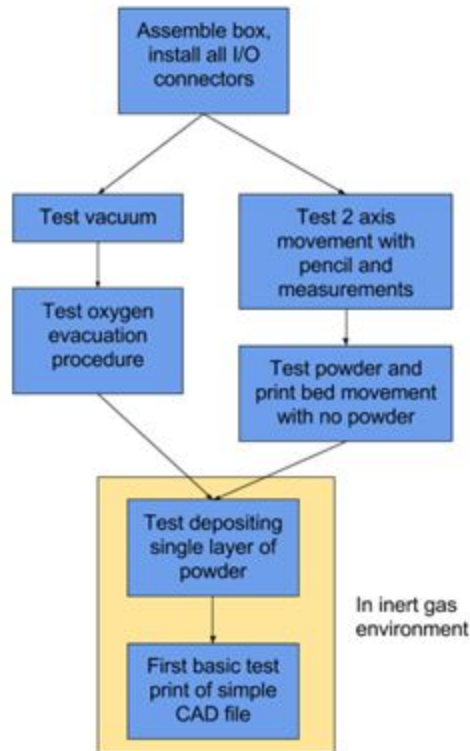 Assemble box,
install all I/O
connectors
Test vacuum
Test oxygen
evacuation
procedure
Test 2 axis
movement with
pencil and
measurements
Test powder and
print bed movement
with no powder
Test depositing
single layer of
powder
First basic test
print of simple
CAD file
In inert gas
environment